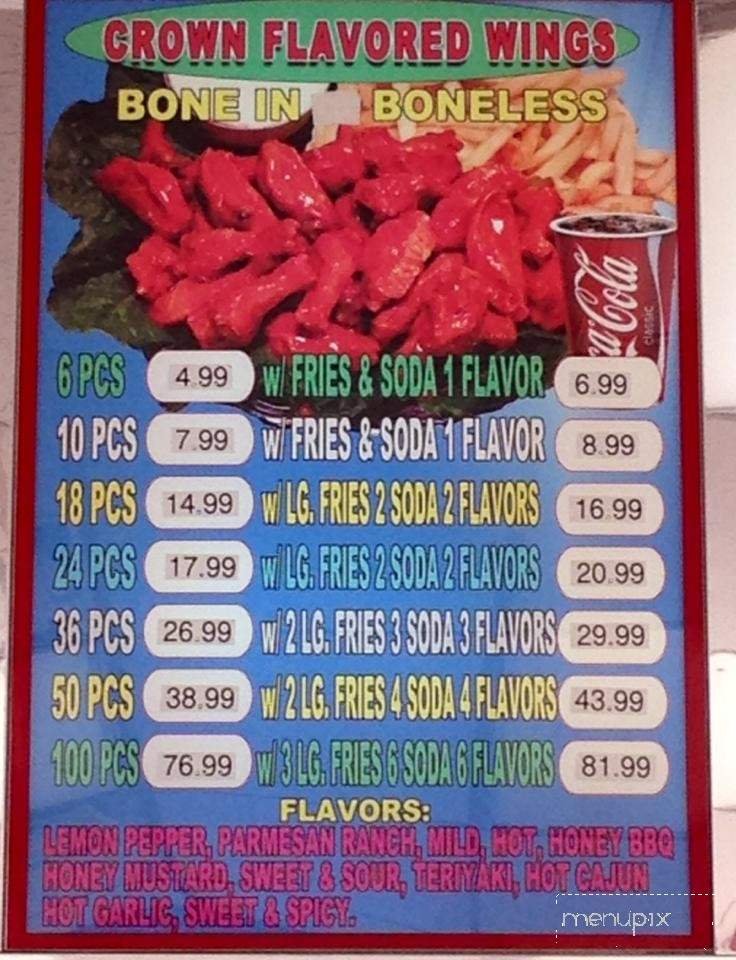 CROWN FLAVORED WINGS
BONE IN BONELESS
Coca-Cola
classic
6 PCS 4.99 w/ FRIES & SODA 1 FLAVOR 6.99
10 PCS 7.99 w/ FRIES & SODA 1 FLAVOR 8.99
18 PCS 14.99 w/ LG. FRIES 2 SODA 2 FLAVORS 16.99
24 PCS 17.99 w/ LG. FRIES 2 SODA 2 FLAVORS 20.99
36 PCS 26.99 w/ 2 LG. FRIES 3 SODA 3 FLAVORS 29.99
50 PCS 38.99 w/ 2 LG. FRIES 4 SODA 4 FLAVORS 43.99
100 PCS 76.99 w/ 3 LG. FRIES 6 SODA 6 FLAVORS 81.99
FLAVORS:
LEMON PEPPER, PARMESAN RANCH, MILD, HOT, HONEY BBQ
HONEY MUSTARD, SWEET & SOUR, TERIYAKI, HOT CAJUN
HOT GARLIC, SWEET & SPICY.
menupix